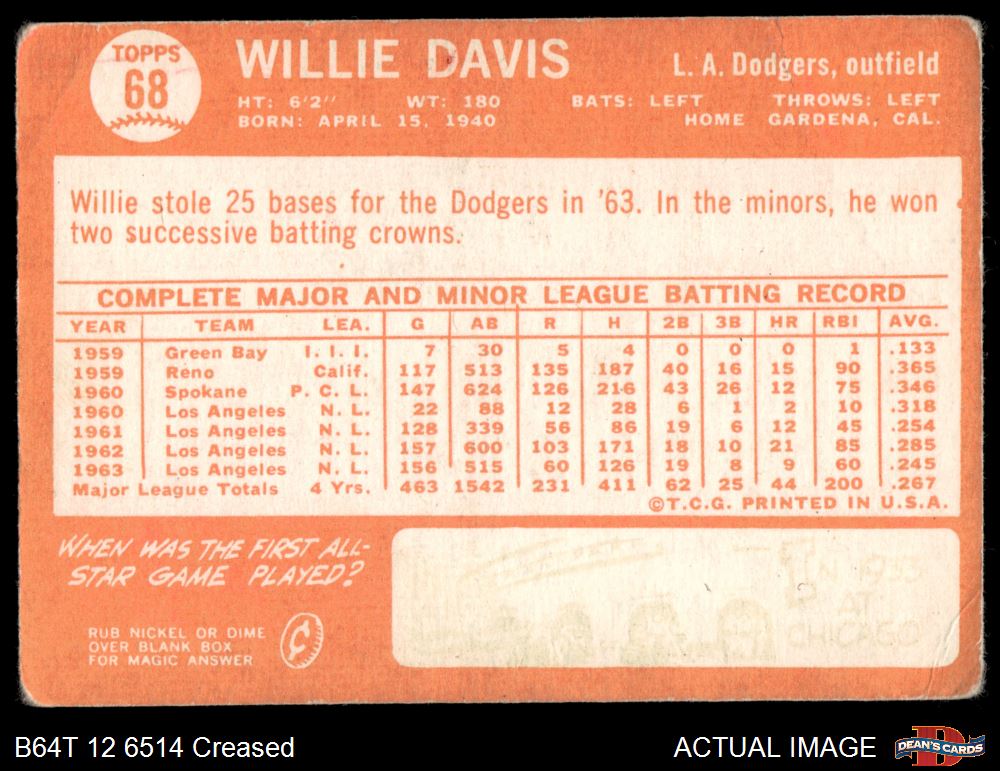 TOPPS
68
WILLIE DAVIS
L. A. Dodgers, outfield
HT: 6'2" WT: 180 BATS: LEFT THROWS: LEFT
BORN: APRIL 15, 1940 HOME GARDENA, CAL.
Willie stole 25 bases for the Dodgers in '63. In the minors, he won
two successive batting crowns.
COMPLETE MAJOR AND MINOR LEAGUE BATTING RECORD
YEAR TEAM LEA. G AB R H 2B 3B HR RBI AVG.
1959 Green Bay I. I. I. 7 30 5 4 0 0 0 1 .133
1959 Reno Calif. 117 513 135 187 40 16 15 90 .365
1960 Spokane P. C. L. 147 624 126 216 43 26 12 75 .346
1960 Los Angeles N. L. 22 88 12 28 6 1 2 10 .318
1961 Los Angeles N. L. 128 339 56 86 19 6 12 45 .254
1962 Los Angeles N. L. 157 600 103 171 18 10 21 85 .285
1963 Los Angeles N. L. 156 515 60 126 19 8 9 60 .245
Major League Totals 4 Yrs. 463 1542 231 411 62 25 44 200 .267
©T.C.G. PRINTED IN U.S.A.
WHEN WAS THE FIRST ALL-
STAR GAME PLAYED?
RUB NICKEL OR DIME
OVER BLANK BOX
FOR MAGIC ANSWER
¢
AT
CHICAGO
B64T 12 6514 Creased
ACTUAL IMAGE
DEAN'S CARDS